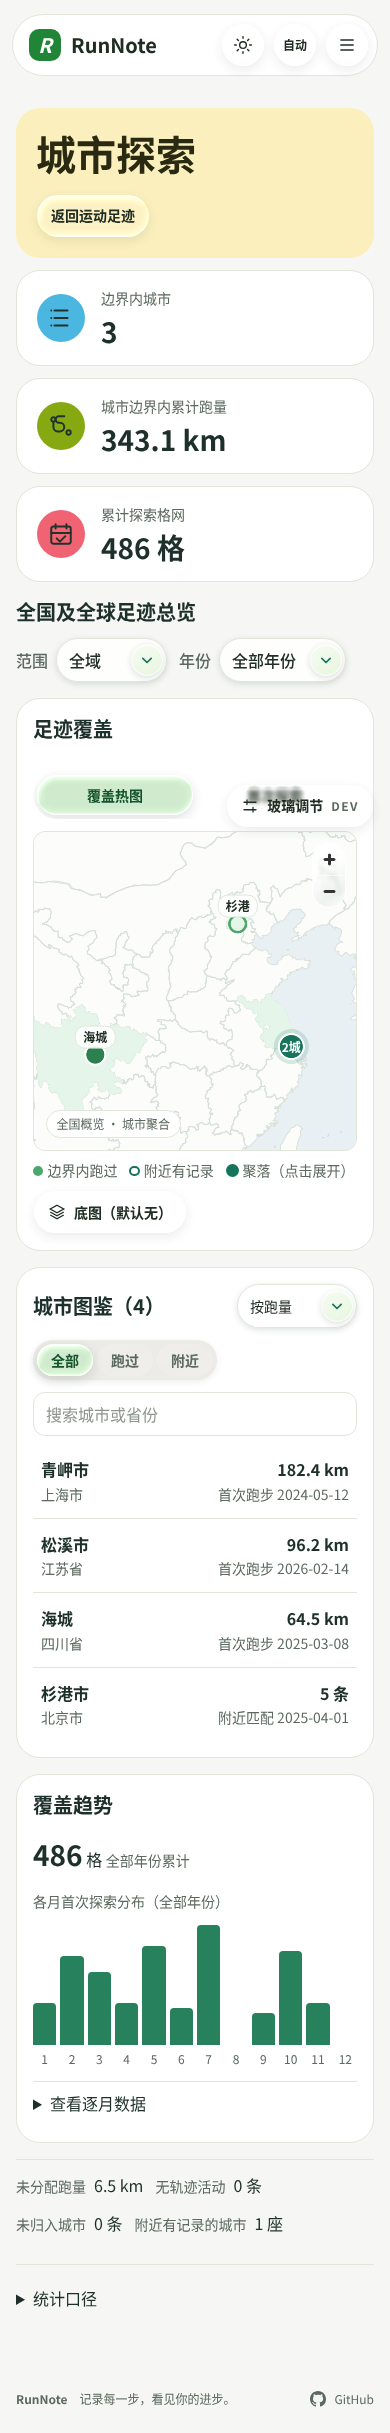 R RunNote 自动
城市探索
返回运动足迹
边界内城市
3
城市边界内累计跑量
343.1 km
累计探索格网
486 格
全国及全球足迹总览
范围 全域 年份 全部年份
足迹覆盖
覆盖热图
玻璃调节 DEV
+
−
杉港
海城
2城
全国概览 · 城市聚合
边界内跑过 附近有记录 聚落（点击展开）
底图（默认无）
城市图鉴（4） 按跑量
全部 跑过 附近
搜索城市或省份
青岬市 182.4 km
上海市 首次跑步 2024-05-12
松溪市 96.2 km
江苏省 首次跑步 2026-02-14
海城 64.5 km
四川省 首次跑步 2025-03-08
杉港市 5 条
北京市 附近匹配 2025-04-01
覆盖趋势
486 格 全部年份累计
各月首次探索分布（全部年份）
1 2 3 4 5 6 7 8 9 10 11 12
查看逐月数据
未分配跑量 6.5 km 无轨迹活动 0 条
未归入城市 0 条 附近有记录的城市 1 座
统计口径
RunNote 记录每一步，看见你的进步。 GitHub